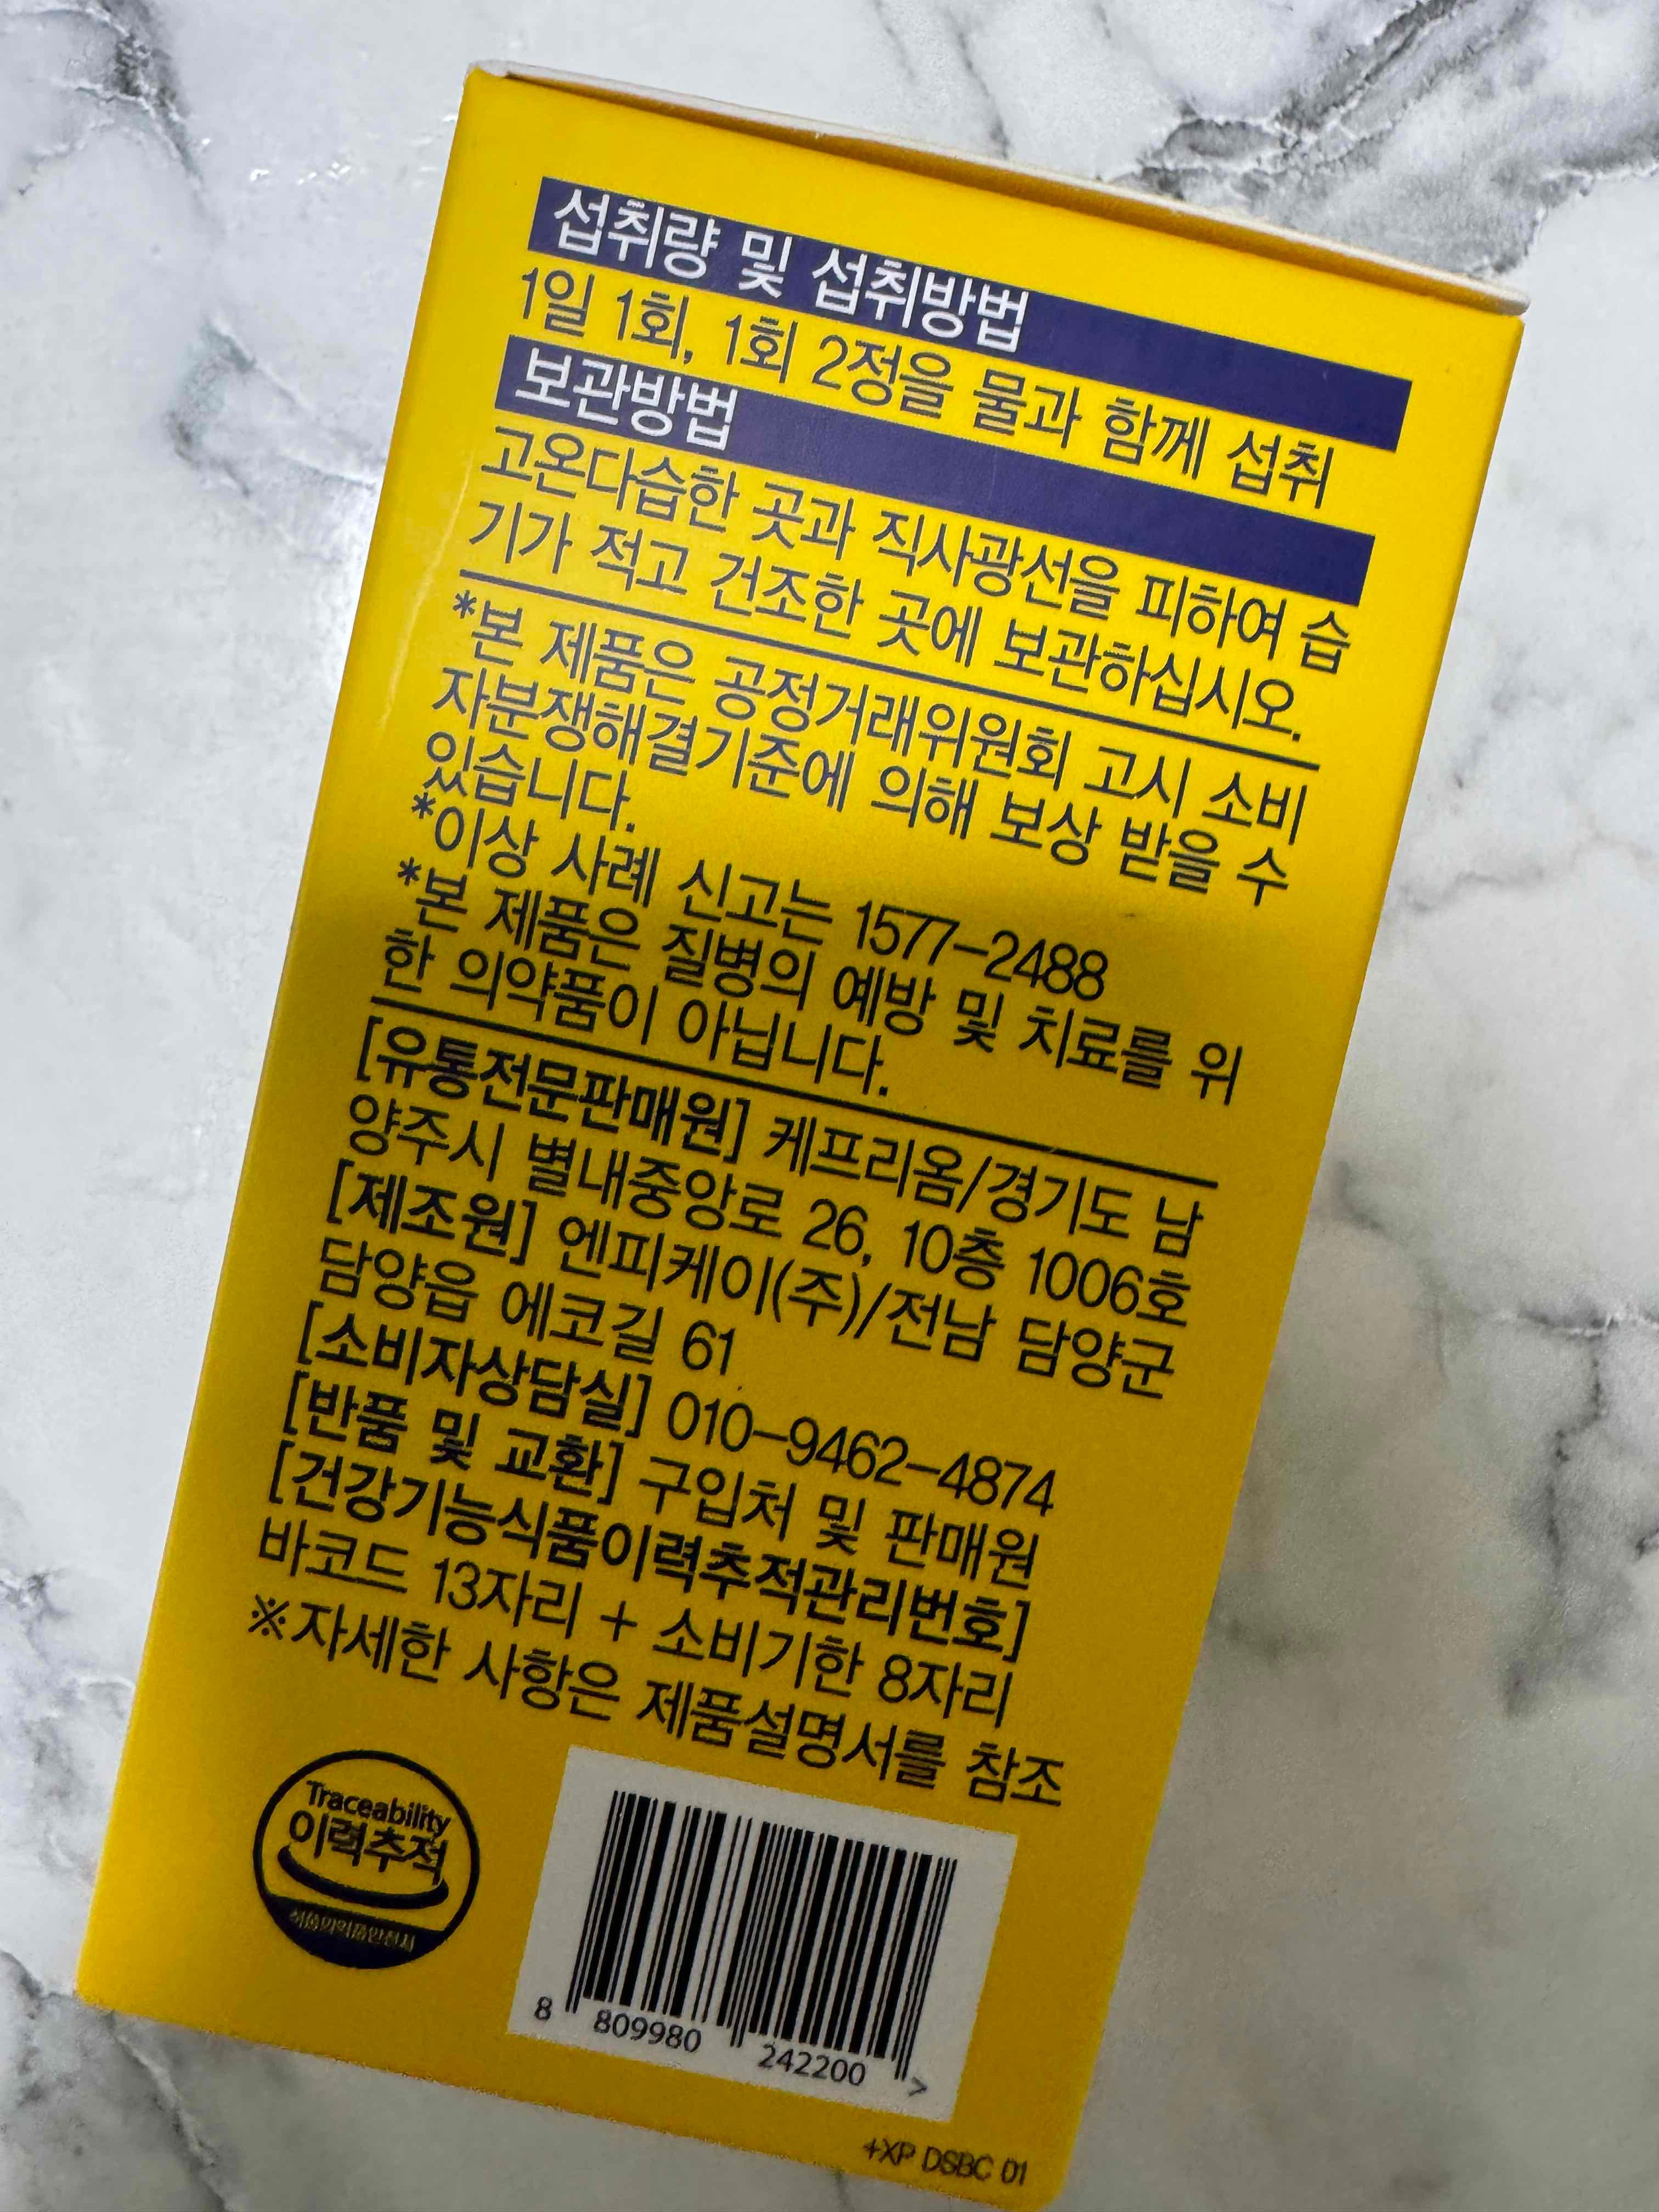 섭취량 및 섭취방법
1일 1회, 1회 2정을 물과 함께 섭취
보관방법
고온다습한 곳과 직사광선을 피하여 습
기가 적고 건조한 곳에 보관하십시오.
*본 제품은 공정거래위원회 고시 소비
자분쟁해결기준에 의해 보상 받을 수
있습니다.
*이상 사례 신고는 1577-2488
*본 제품은 질병의 예방 및 치료를 위
한 의약품이 아닙니다.
[유통전문판매원] 케프리옴/경기도 남
양주시 별내중앙로 26, 10층 1006호
[제조원] 엔피케이(주)/전남 담양군
담양읍 에코길 61
[소비자상담실] 010-9462-4874
[반품 및 교환] 구입처 및 판매원
[건강기능식품이력추적관리번호]
바코드 13자리 + 소비기한 8자리
※자세한 사항은 제품설명서를 참조
Traceability
이력추적
식품의약품안전처
8 809980 242200 >
+XP DSBC 01